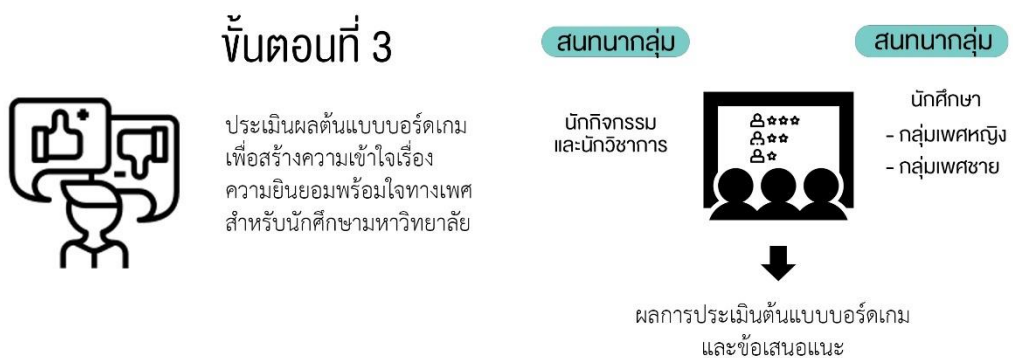 ขั้นตอนที่ 3
ประเมินผลต้นแบบบอร์ดเกม
เพื่อสร้างความเข้าใจเรื่อง
ความยินยอมพร้อมใจทางเพศ
สำหรับนักศึกษามหาวิทยาลัย
สนทนากลุ่ม
นักกิจกรรม
และนักวิชาการ
สนทนากลุ่ม
นักศึกษา
- กลุ่มเพศหญิง
- กลุ่มเพศชาย
ผลการประเมินต้นแบบบอร์ดเกม
และข้อเสนอแนะ